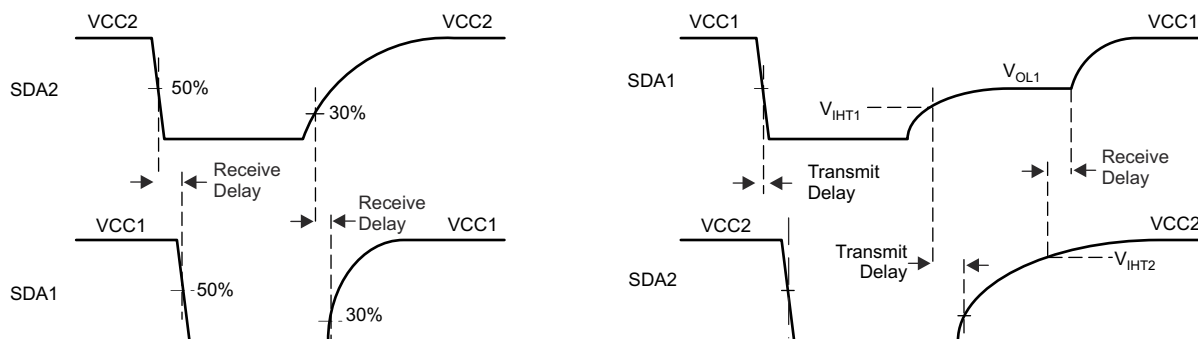 VCC2
VCC2
SDA2
50%
30%
Receive
Delay
Receive
Delay
VCC1
VCC1
SDA1
50%
30%
VCC1
VCC1
SDA1
VOL1
VIHT1
Transmit
Delay
Receive
Delay
VCC2
VCC2
Transmit
Delay
SDA2
VIHT2